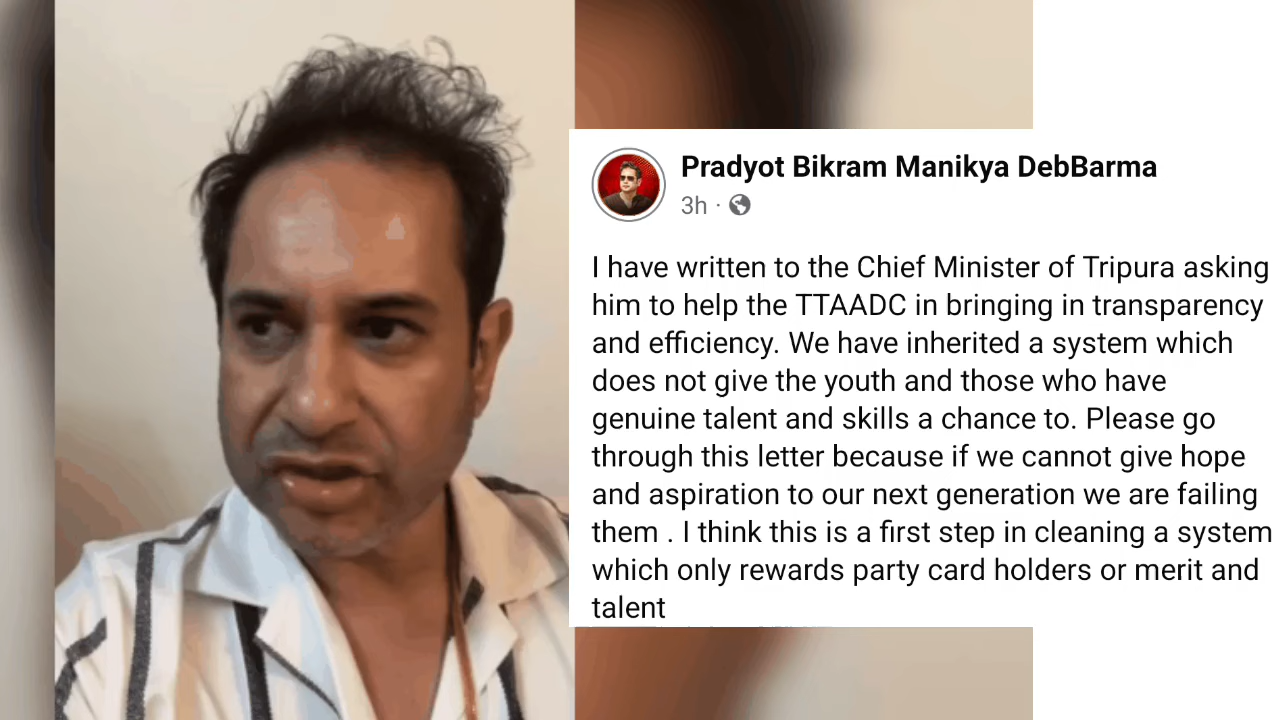 Pradyot Bikram Manikya DebBarma
3h ·
I have written to the Chief Minister of Tripura asking
him to help the TTAADC in bringing in transparency
and efficiency. We have inherited a system which
does not give the youth and those who have
genuine talent and skills a chance to. Please go
through this letter because if we cannot give hope
and aspiration to our next generation we are failing
them . I think this is a first step in cleaning a system
which only rewards party card holders or merit and
talent